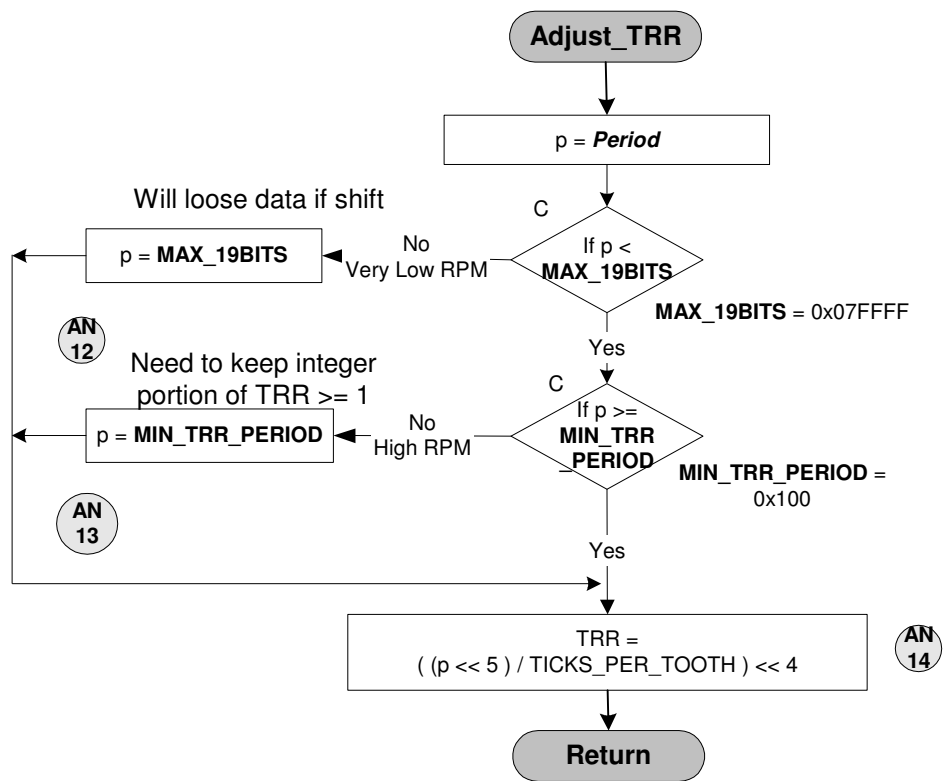 Adjust_TRR
p = Period
Will loose data if shift
C
If p <
MAX_19BITS
No
Very Low RPM
p = MAX_19BITS
MAX_19BITS = 0x07FFFF
AN
12
Yes
Need to keep integer
portion of TRR >= 1
C
If p >=
MIN_TRR
_PERIOD
No
High RPM
p = MIN_TRR_PERIOD
MIN_TRR_PERIOD =
0x100
AN
13
Yes
TRR =
( (p << 5 ) / TICKS_PER_TOOTH ) << 4
AN
14
Return